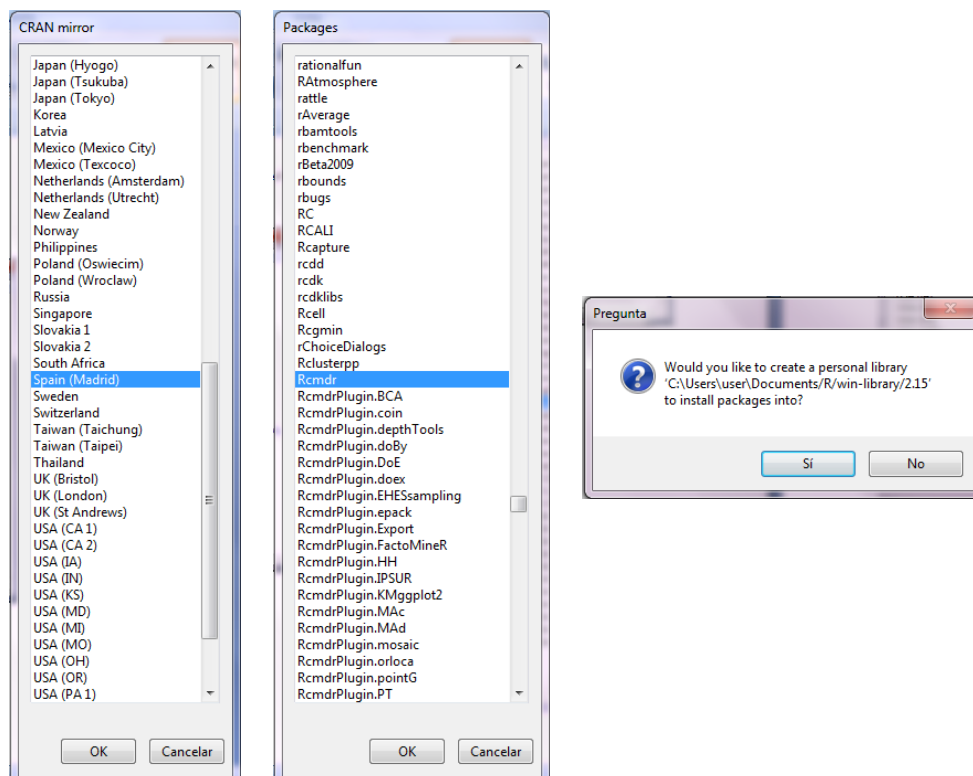 CRAN mirror
Japan (Hyogo)
Japan (Tsukuba)
Japan (Tokyo)
Korea
Latvia
Mexico (Mexico City)
Mexico (Texcoco)
Netherlands (Amsterdam)
Netherlands (Utrecht)
New Zealand
Norway
Philippines
Poland (Oswiecim)
Poland (Wroclaw)
Russia
Singapore
Slovakia 1
Slovakia 2
South Africa
Spain (Madrid)
Sweden
Switzerland
Taiwan (Taichung)
Taiwan (Taipei)
Thailand
UK (Bristol)
UK (London)
UK (St Andrews)
USA (CA 1)
USA (CA 2)
USA (IA)
USA (IN)
USA (KS)
USA (MD)
USA (MI)
USA (MO)
USA (OH)
USA (OR)
USA (PA 1)
OK
Cancelar
Packages
rationalfun
RAtmosphere
rattle
rAverage
rbamtools
rbenchmark
rBeta2009
rbounds
rbugs
RC
RCALI
Rcapture
rcdd
rcdk
rcdklibs
Rcell
Rcgmin
rChoiceDialogs
Rclusterpp
Rcmdr
RcmdrPlugin.BCA
RcmdrPlugin.coin
RcmdrPlugin.depthTools
RcmdrPlugin.doBy
RcmdrPlugin.DoE
RcmdrPlugin.doex
RcmdrPlugin.EHESsampling
RcmdrPlugin.epack
RcmdrPlugin.Export
RcmdrPlugin.FactoMineR
RcmdrPlugin.HH
RcmdrPlugin.IPSUR
RcmdrPlugin.KMggplot2
RcmdrPlugin.MAc
RcmdrPlugin.MAd
RcmdrPlugin.mosaic
RcmdrPlugin.orloca
RcmdrPlugin.pointG
RcmdrPlugin.PT
OK
Cancelar
Pregunta
Would you like to create a personal library
'C:\Users\user\Documents/R/win-library/2.15'
to install packages into?
Sí
No